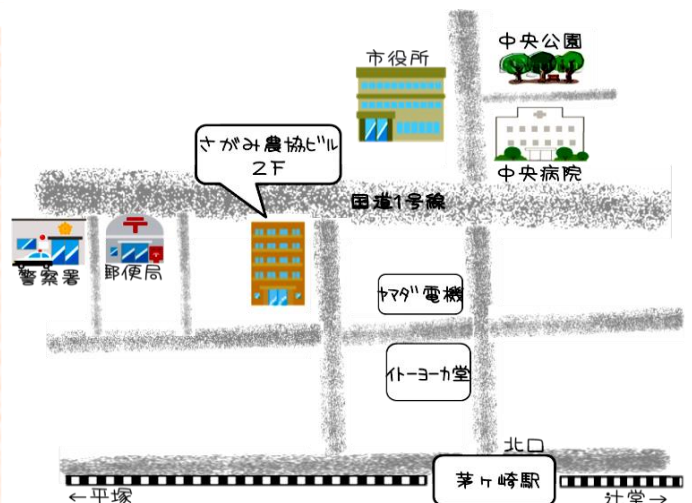 中央公園
市役所
さがみ農協ビル
2F
中央病院
国道1号線
警察署
郵便局
ヤマダ電機
イトーヨーカ堂
北口
茅ヶ崎駅
←平塚
辻堂→